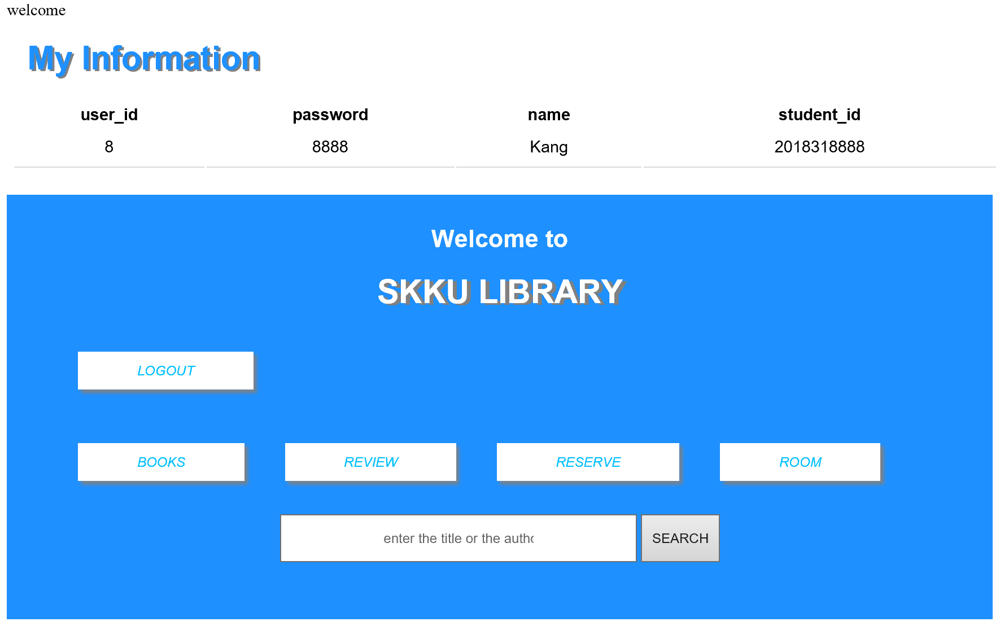 welcome
My Information
user_id password name student_id
8 8888 Kang 2018318888
Welcome to
SKKU LIBRARY
LOGOUT
BOOKS REVIEW RESERVE ROOM
enter the title or the autho SEARCH